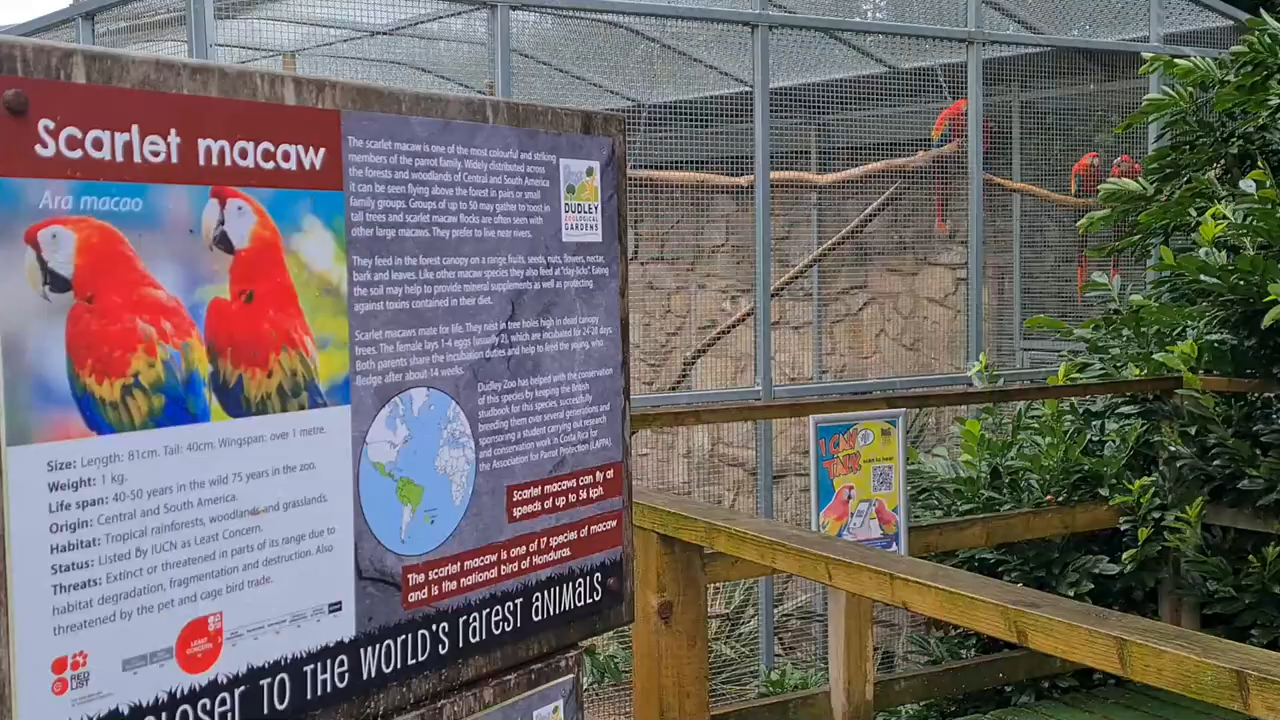 Scarlet macaw
Ara macao
Size: Length: 81cm. Tail: 40cm. Wingspan: over 1 metre.
Weight: 1 kg.
Life span: 40-50 years in the wild 75 years in the zoo.
Origin: Central and South America.
Habitat: Tropical rainforests, woodlands and grasslands.
Status: Listed by IUCN as Least Concern.
Threats: Extinct or threatened in parts of its range due to
habitat degradation, fragmentation and destruction. Also
threatened by the pet and cage bird trade.
RED
LIST
LEAST
CONCERN
The scarlet macaw is one of the most colourful and striking
members of the parrot family. Widely distributed across
the forests and woodlands of Central and South America
it can be seen flying above the forest in pairs or small
family groups. Groups of up to 50 may gather to roost in
tall trees and scarlet macaw flocks are often seen with
other large macaws. They prefer to live near rivers.
DUDLEY
ZOOLOGICAL
GARDENS
They feed in the forest canopy on a range fruits, seeds, nuts, flowers, nectar,
bark and leaves. Like other macaw species they also feed at "clay-licks". Eating
the soil may help to provide mineral supplements as well as protecting
against toxins contained in their diet.
Scarlet macaws mate for life. They nest in tree holes high in dead canopy
trees. The female lays 1-4 eggs (usually 2), which are incubated for 24-28 days
Both parents share the incubation duties and help to feed the young, who
fledge after about 14 weeks.
Dudley Zoo has helped with the conservation
of this species by keeping the British
studbook for this species, successfully
breeding them over several generations and
sponsoring a student carrying out research
and conservation work in Costa Rica for
the Association for Parrot Protection (LAPPA).
Scarlet macaws can fly at
speeds of up to 56 kph.
The scarlet macaw is one of 17 species of macaw
and is the national bird of Honduras.
CLOSER TO THE WORLD'S rarest ANIMALS
I CAN
TALK